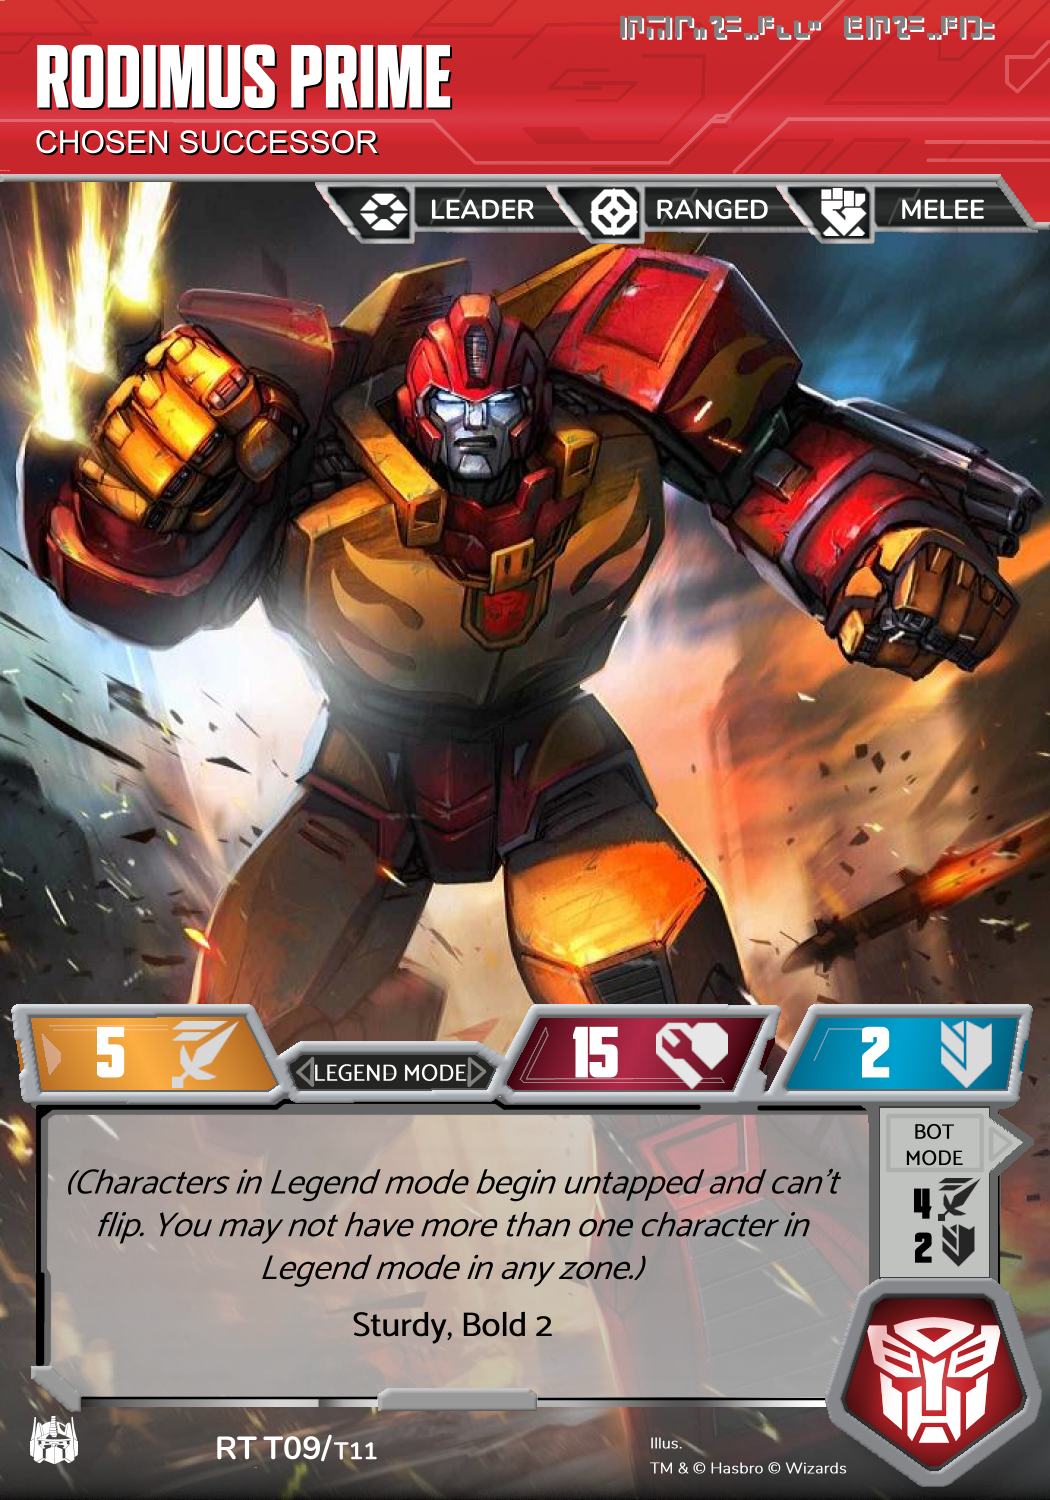 RODIMUS PRIME
CHOSEN SUCCESSOR
LEADER
RANGED
MELEE
5
LEGEND MODE
15
2
(Characters in Legend mode begin untapped and can't
flip. You may not have more than one character in
Legend mode in any zone.)
Sturdy, Bold 2
BOT
MODE
4
2
RT T09/T11
Illus.
TM & © Hasbro © Wizards